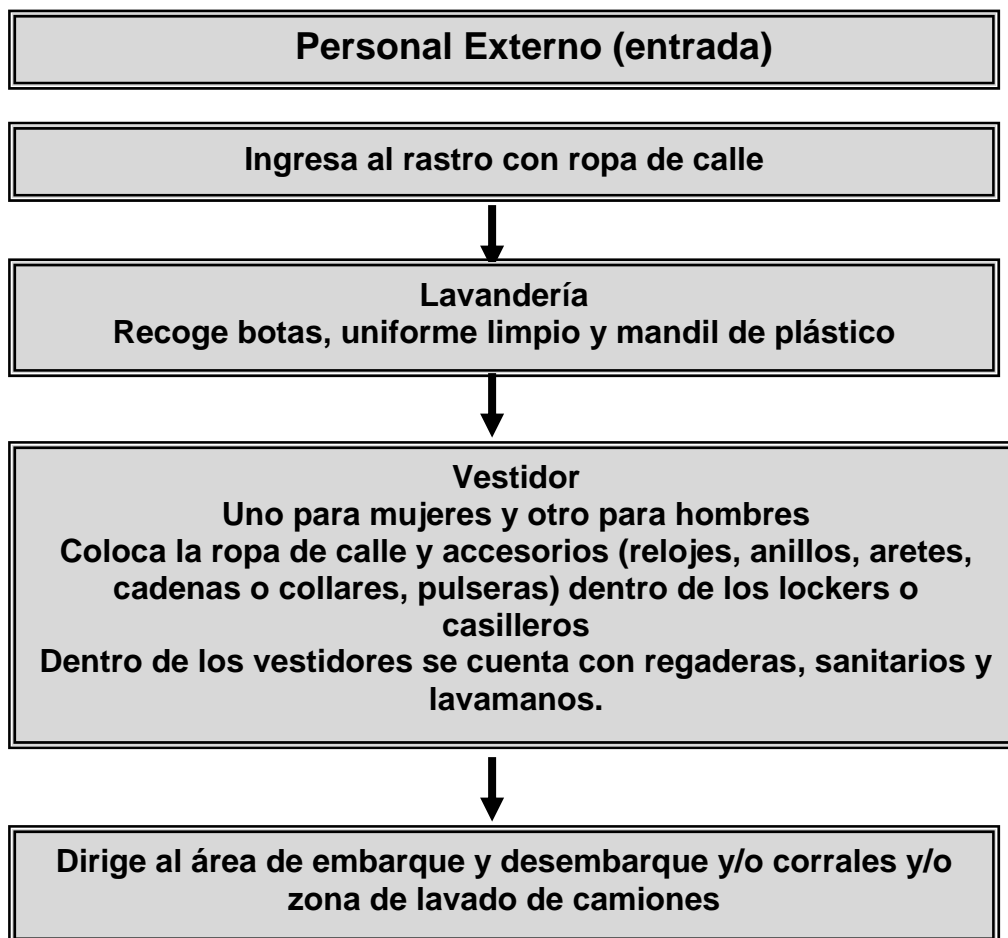 Personal Externo (entrada)
Ingresa al rastro con ropa de calle
Lavandería
Recoge botas, uniforme limpio y mandil de plástico
Vestidor
Uno para mujeres y otro para hombres
Coloca la ropa de calle y accesorios (relojes, anillos, aretes,
cadenas o collares, pulseras) dentro de los lockers o
casilleros
Dentro de los vestidores se cuenta con regaderas, sanitarios y
lavamanos.
Dirige al área de embarque y desembarque y/o corrales y/o
zona de lavado de camiones